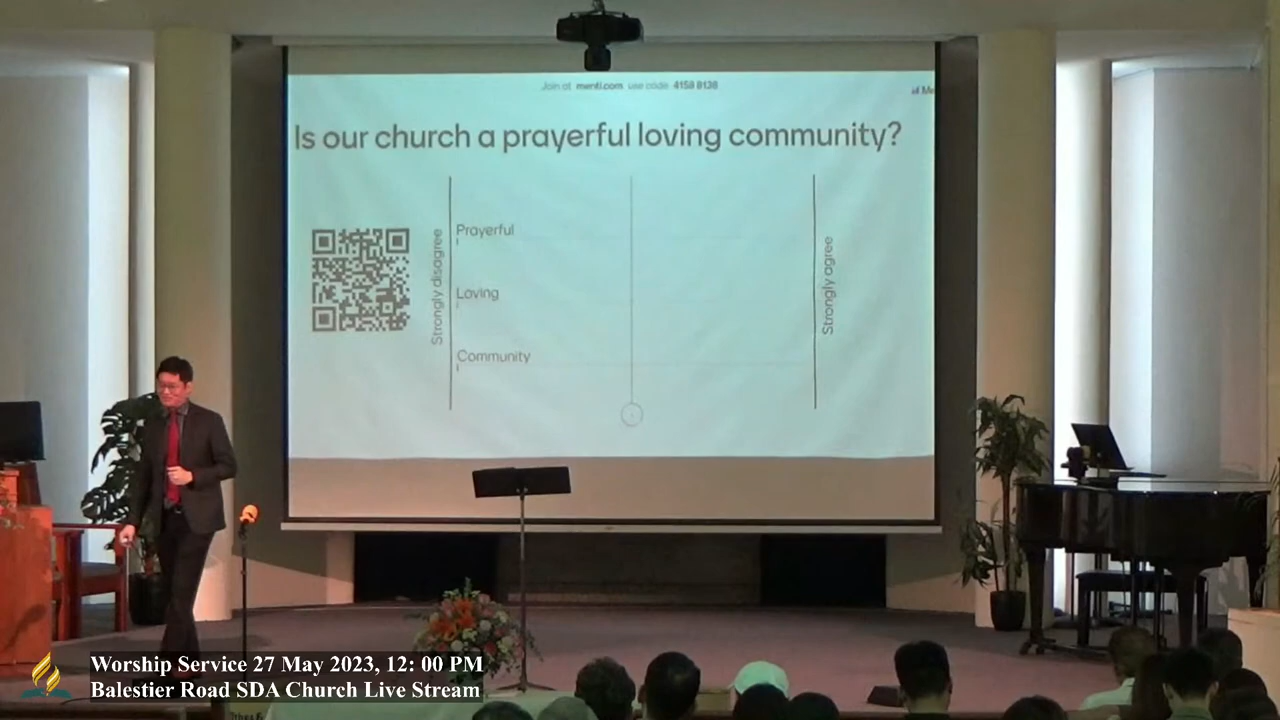 Join at menti.com use code 4159 8138
Is our church a prayerful loving community?
Strongly disagree
Prayerful
Loving
Community
Strongly agree
Worship Service 27 May 2023, 12: 00 PM
Balestier Road SDA Church Live Stream